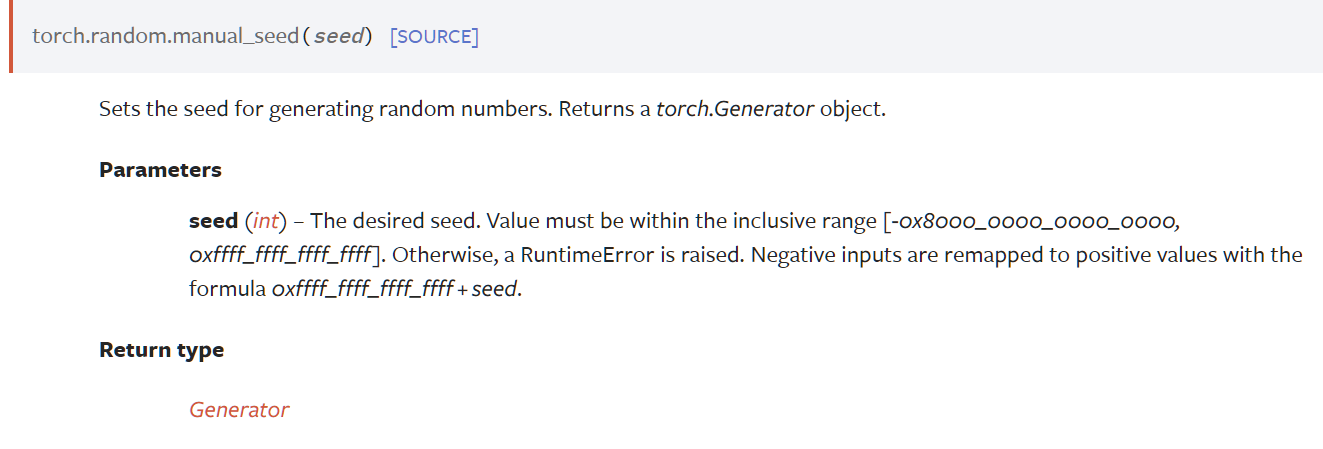 torch.random.manual_seed(seed) [SOURCE]
Sets the seed for generating random numbers. Returns a torch.Generator object.
Parameters
seed (int) – The desired seed. Value must be within the inclusive range [-0x8000_0000_0000_0000,
0xffff_ffff_ffff_ffff]. Otherwise, a RuntimeError is raised. Negative inputs are remapped to positive values with the
formula 0xffff_ffff_ffff_ffff + seed.
Return type
Generator